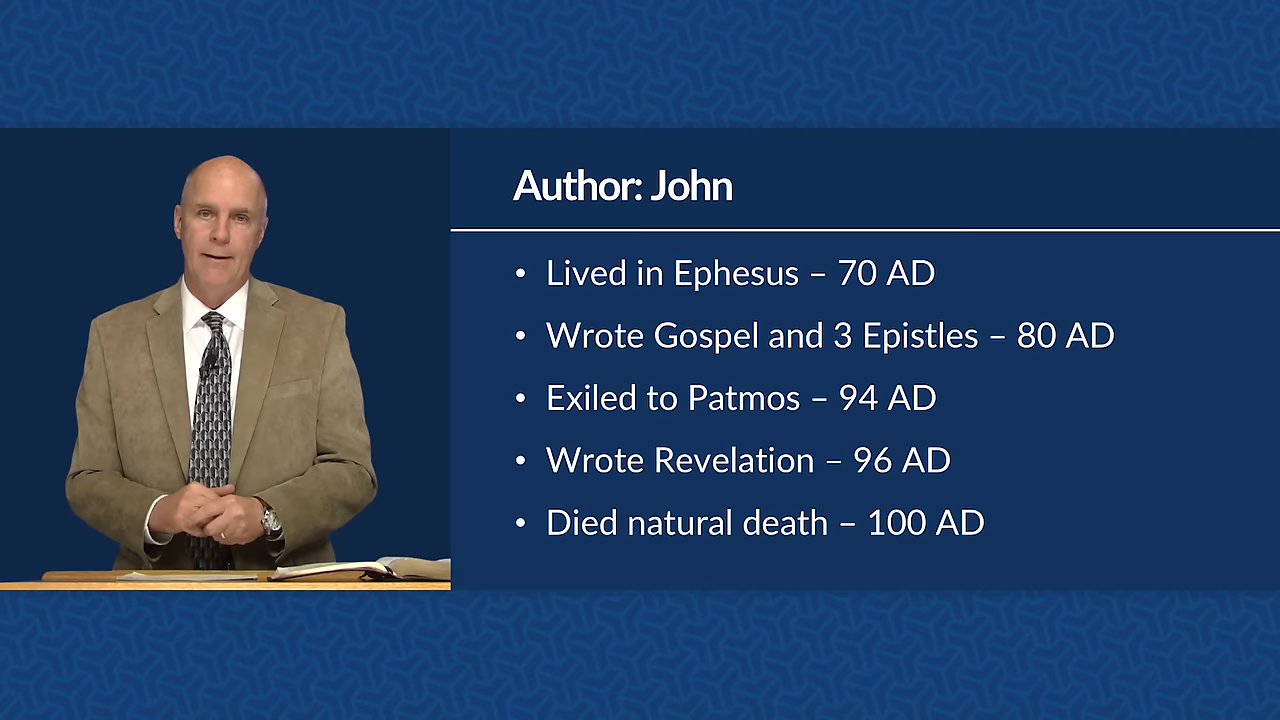 Author: John
• Lived in Ephesus – 70 AD
• Wrote Gospel and 3 Epistles – 80 AD
• Exiled to Patmos – 94 AD
• Wrote Revelation – 96 AD
• Died natural death – 100 AD